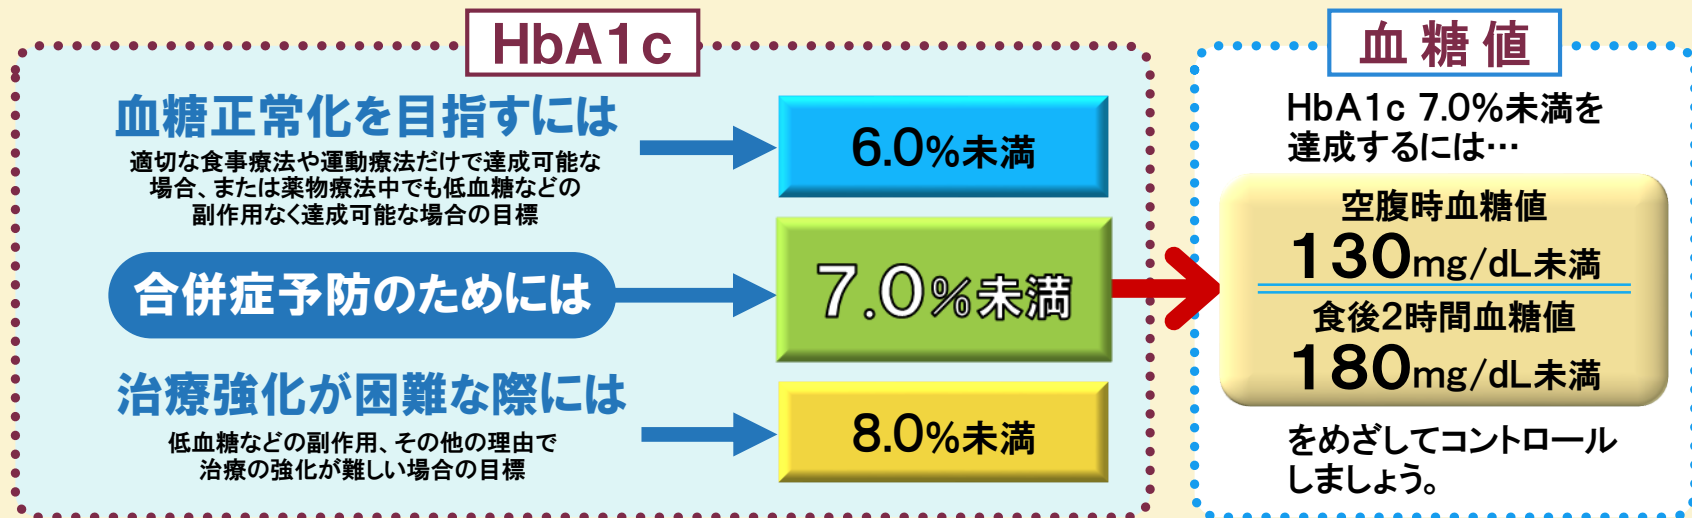 HbA1c
血糖正常化を目指すには
適切な食事療法や運動療法だけで達成可能な
場合、または薬物療法中でも低血糖などの
副作用なく達成可能な場合の目標
6.0%未満
合併症予防のためには
7.0%未満
治療強化が困難な際には
低血糖などの副作用、その他の理由で
治療の強化が難しい場合の目標
8.0%未満
血糖値
HbA1c 7.0%未満を
達成するには…
空腹時血糖値
130mg/dL未満
食後2時間血糖値
180mg/dL未満
をめざしてコントロール
しましょう。